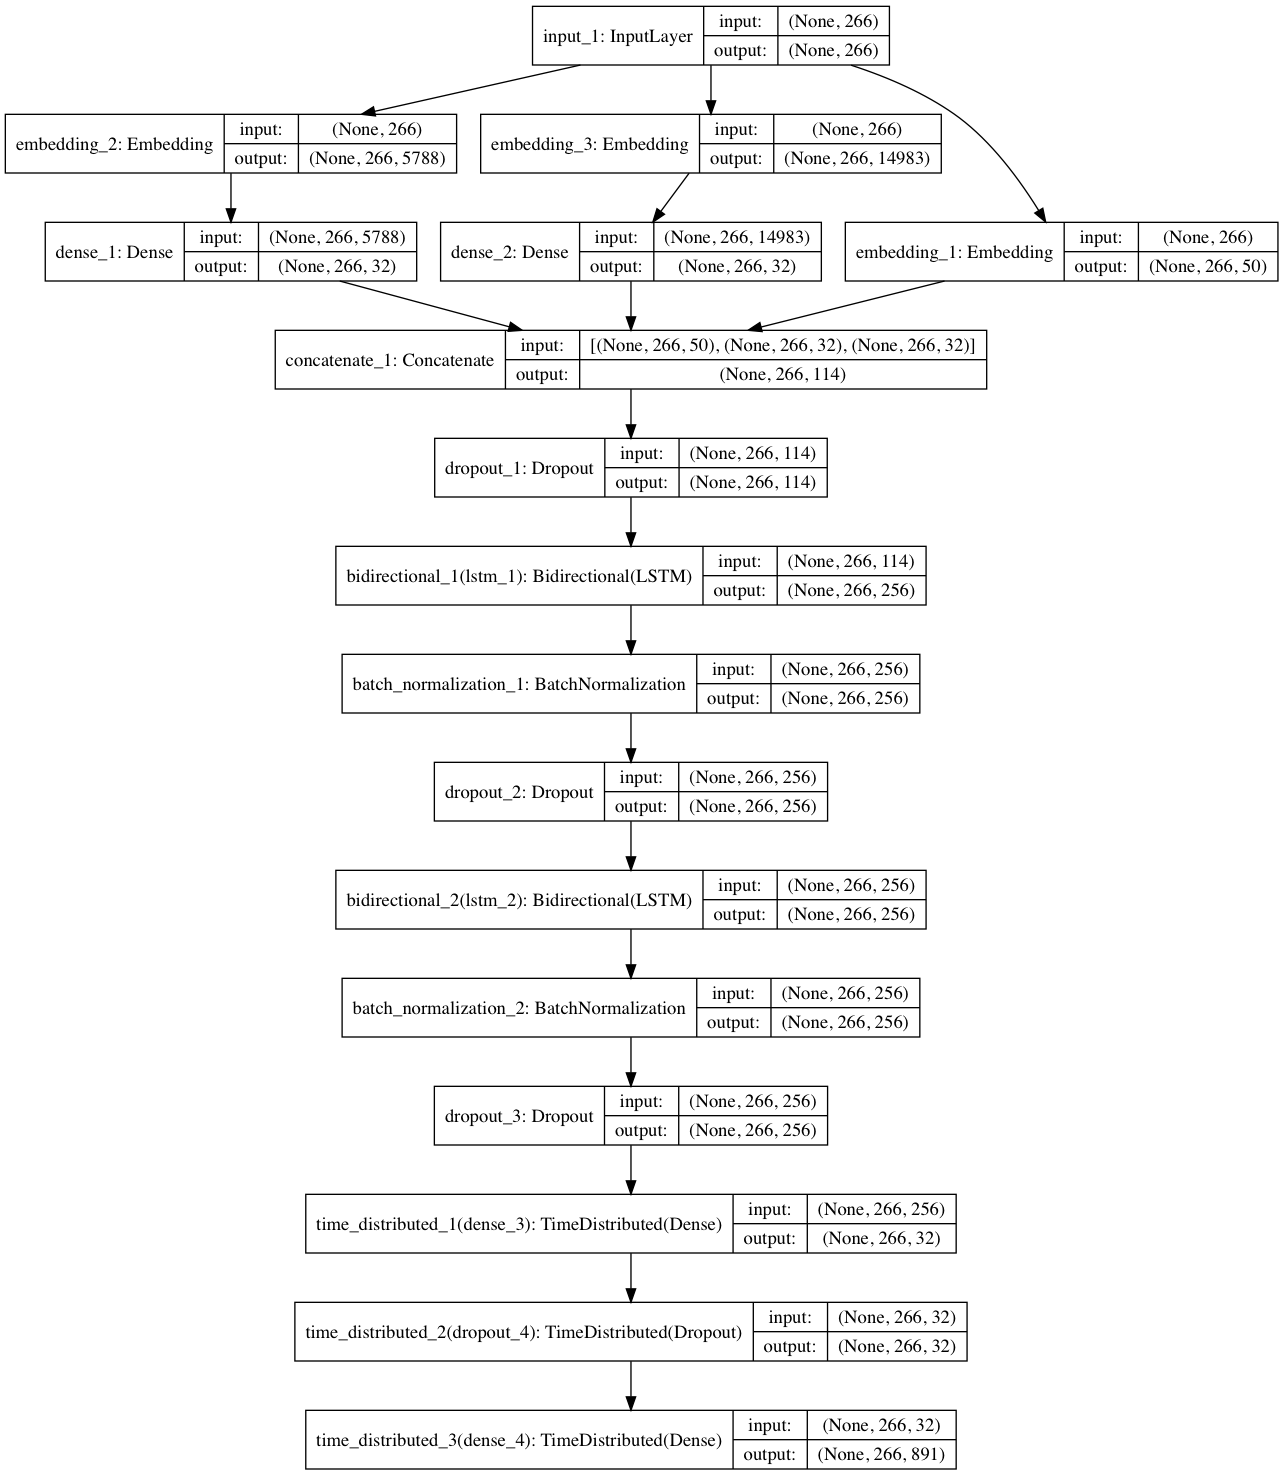 input_1: InputLayer
input: (None, 266)
output: (None, 266)
embedding_2: Embedding
input: (None, 266)
output: (None, 266, 5788)
embedding_3: Embedding
input: (None, 266)
output: (None, 266, 14983)
dense_1: Dense
input: (None, 266, 5788)
output: (None, 266, 32)
dense_2: Dense
input: (None, 266, 14983)
output: (None, 266, 32)
embedding_1: Embedding
input: (None, 266)
output: (None, 266, 50)
concatenate_1: Concatenate
input: [(None, 266, 50), (None, 266, 32), (None, 266, 32)]
output: (None, 266, 114)
dropout_1: Dropout
input: (None, 266, 114)
output: (None, 266, 114)
bidirectional_1(lstm_1): Bidirectional(LSTM)
input: (None, 266, 114)
output: (None, 266, 256)
batch_normalization_1: BatchNormalization
input: (None, 266, 256)
output: (None, 266, 256)
dropout_2: Dropout
input: (None, 266, 256)
output: (None, 266, 256)
bidirectional_2(lstm_2): Bidirectional(LSTM)
input: (None, 266, 256)
output: (None, 266, 256)
batch_normalization_2: BatchNormalization
input: (None, 266, 256)
output: (None, 266, 256)
dropout_3: Dropout
input: (None, 266, 256)
output: (None, 266, 256)
time_distributed_1(dense_3): TimeDistributed(Dense)
input: (None, 266, 256)
output: (None, 266, 32)
time_distributed_2(dropout_4): TimeDistributed(Dropout)
input: (None, 266, 32)
output: (None, 266, 32)
time_distributed_3(dense_4): TimeDistributed(Dense)
input: (None, 266, 32)
output: (None, 266, 891)